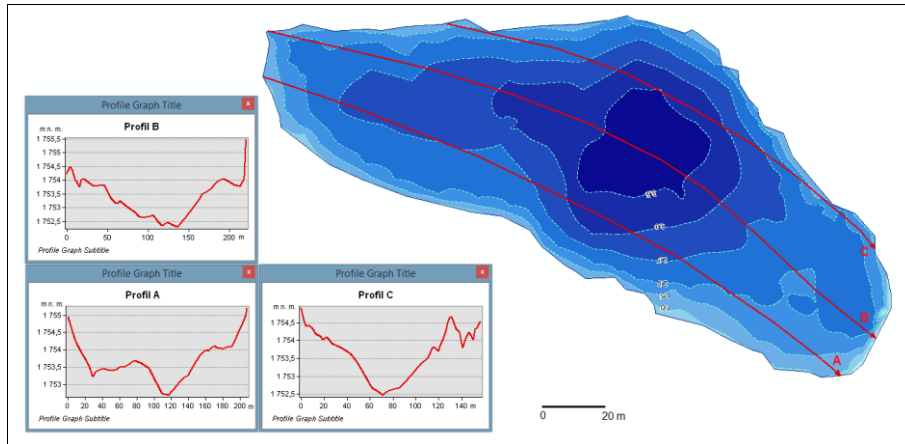 Profile Graph Title
x
Profil B
m n. m.
1 755,5
1 755
1 754,5
1 754
1 753,5
1 753
1 752,5
0 50 100 150 200 m
Profile Graph Subtitle
Profile Graph Title
x
Profil A
m n. m.
1 755
1 754,5
1 754
1 753,5
1 753
0 20 40 60 80 100 120 140 160 180 200 m
Profile Graph Subtitle
Profile Graph Title
x
Profil C
m n. m.
1 754,5
1 754
1 753,5
1 753
1 752,5
0 20 40 60 80 100 120 140 m
Profile Graph Subtitle
3,5
3,0
C
B
A
0 20 m